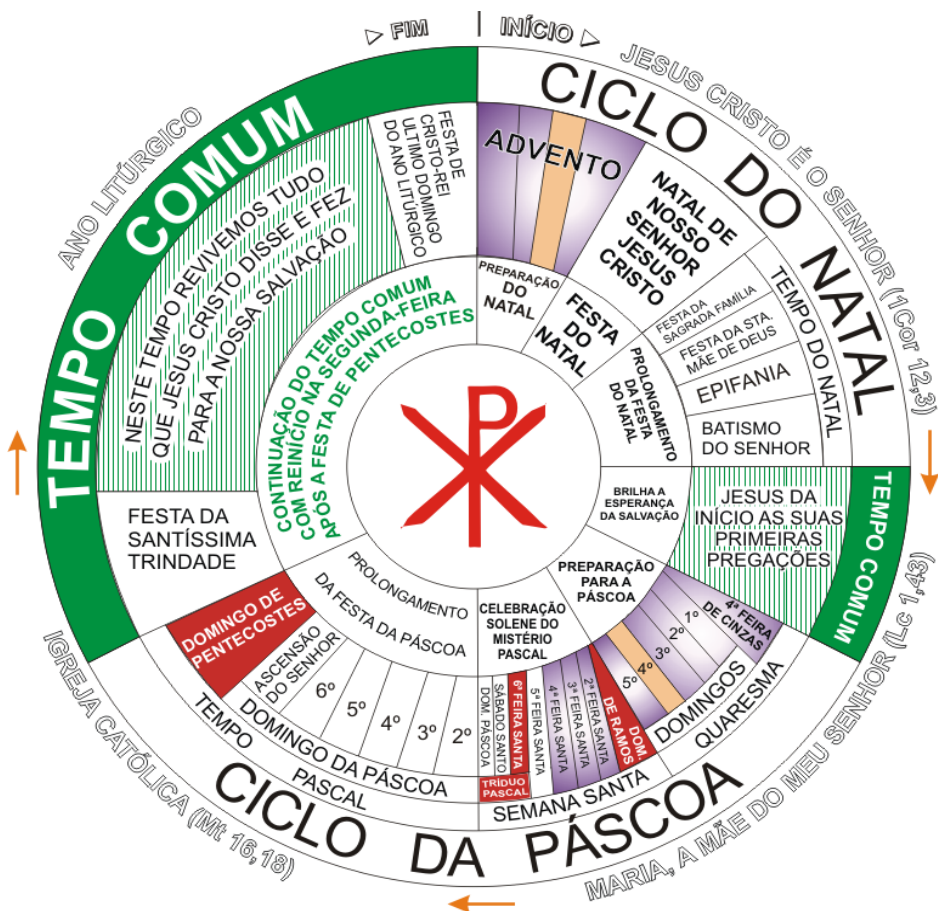 FIM
INÍCIO
JESUS CRISTO É O SENHOR (1Cor 12,3)
MARIA, A MÃE DO MEU SENHOR (Lc 1,43)
IGREJA CATÓLICA (Mt 16,18)
ANO LITÚRGICO
CICLO DO NATAL
ADVENTO
PREPARAÇÃO
DO
NATAL
NATAL DE
NOSSO
SENHOR
JESUS
CRISTO
FESTA
DO
NATAL
TEMPO DO NATAL
FESTA DA
SAGRADA FAMÍLIA
FESTA DA STA.
MÃE DE DEUS
EPIFANIA
BATISMO
DO SENHOR
PROLONGAMENTO
DA FESTA
DO NATAL
TEMPO COMUM
JESUS DA
INÍCIO AS SUAS
PRIMEIRAS
PREGAÇÕES
BRILHA A
ESPERANÇA
DA SALVAÇÃO
CICLO DA PÁSCOA
QUARESMA
DOMINGOS
4ª FEIRA
DE CINZAS
1º
2º
3º
4º
5º
PREPARAÇÃO
PARA A
PÁSCOA
SEMANA SANTA
DOM.
DE RAMOS
2ª FEIRA SANTA
3ª FEIRA SANTA
4ª FEIRA SANTA
5ª FEIRA SANTA
6ª FEIRA SANTA
SÁBADO SANTO
DOM. PÁSCOA
TRÍDUO
PASCAL
CELEBRAÇÃO
SOLENE DO
MISTÉRIO
PASCAL
TEMPO PASCAL
DOMINGO DA PÁSCOA
2º
3º
4º
5º
6º
ASCENSÃO
DO SENHOR
DOMINGO DE
PENTECOSTES
PROLONGAMENTO
DA FESTA DA PÁSCOA
TEMPO COMUM
FESTA DA
SANTÍSSIMA
TRINDADE
NESTE TEMPO REVIVEMOS TUDO
QUE JESUS CRISTO DISSE E FEZ
PARA A NOSSA SALVAÇÃO
FESTA DE
CRISTO-REI
ULTIMO DOMINGO
DO ANO LITÚRGICO
CONTINUAÇÃO DO TEMPO COMUM
COM REINÍCIO NA SEGUNDA-FEIRA
APÓS A FESTA DE PENTECOSTES